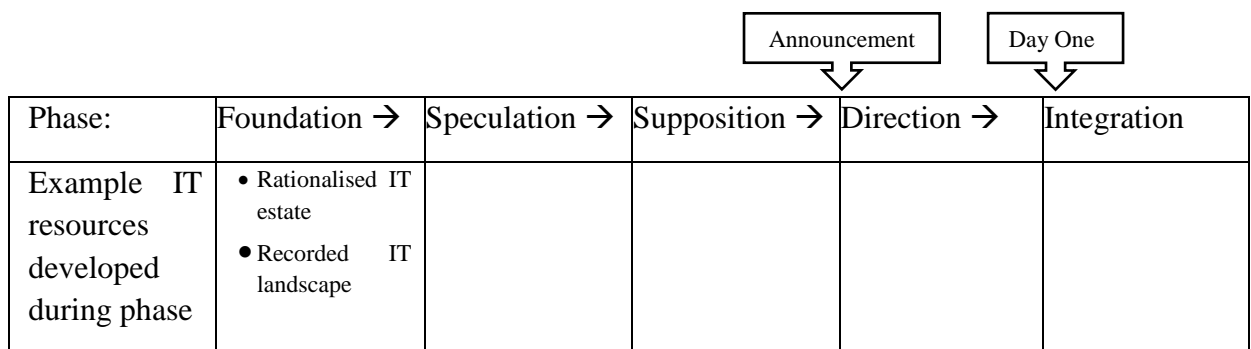 Announcement
Day One
Phase:
Foundation →
Speculation →
Supposition →
Direction →
Integration
Example IT
resources
developed
during phase
• Rationalised IT
estate
• Recorded IT
landscape